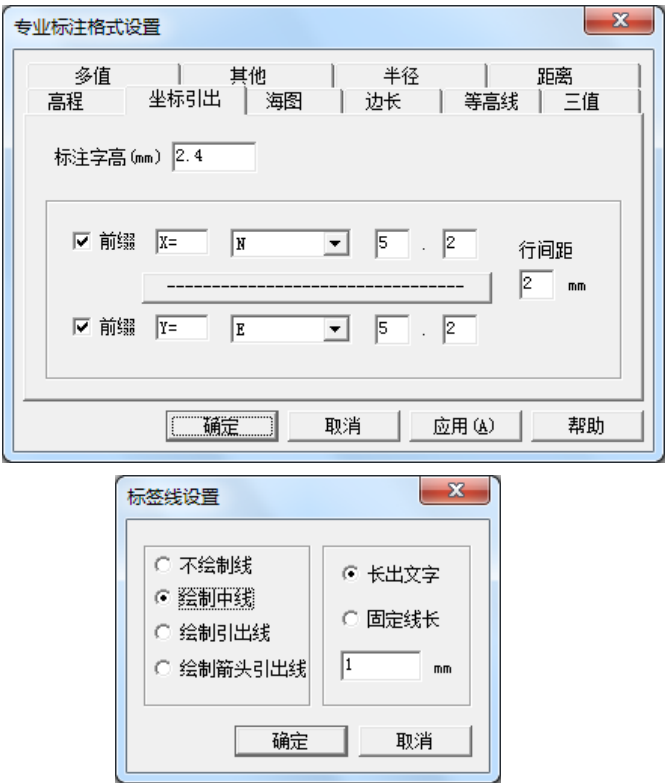 专业标注格式设置
多值 其他 半径 距离
高程 坐标引出 海图 边长 等高线 三值
标注字高(mm) 2.4
前缀 X= N 5 . 2 行间距
--------------------------------- 2 mm
前缀 Y= E 5 . 2
确定 取消 应用(A) 帮助
标签线设置
不绘制线
绘制中线
绘制引出线
绘制箭头引出线
长出文字
固定线长
1 mm
确定 取消